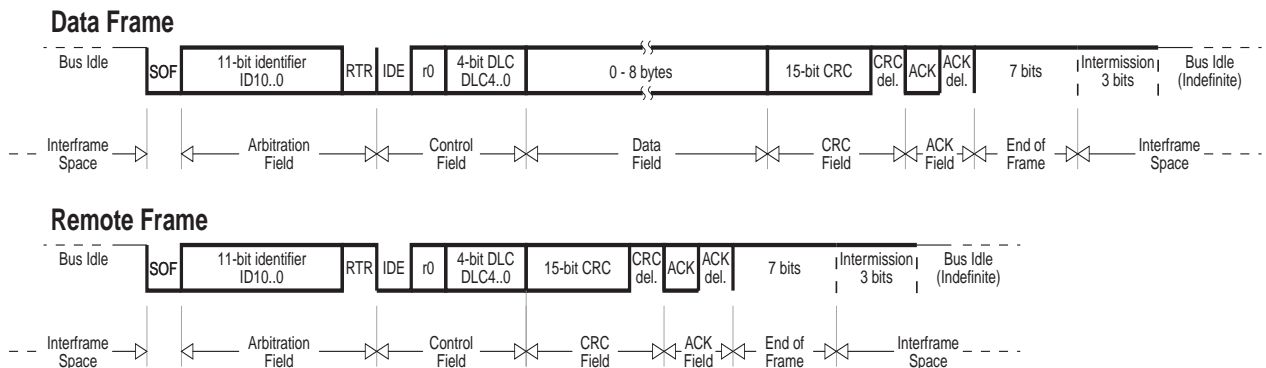 Data Frame
Bus Idle
SOF
11-bit identifier
ID10..0
RTR
IDE
r0
4-bit DLC
DLC4..0
0 - 8 bytes
15-bit CRC
CRC
del.
ACK
ACK
del.
7 bits
Intermission
3 bits
Bus Idle
(Indefinite)
Interframe
Space
Arbitration
Field
Control
Field
Data
Field
CRC
Field
ACK
Field
End of
Frame
Interframe
Space
Remote Frame
Bus Idle
SOF
11-bit identifier
ID10..0
RTR
IDE
r0
4-bit DLC
DLC4..0
15-bit CRC
CRC
del.
ACK
ACK
del.
7 bits
Intermission
3 bits
Bus Idle
(Indefinite)
Interframe
Space
Arbitration
Field
Control
Field
CRC
Field
ACK
Field
End of
Frame
Interframe
Space